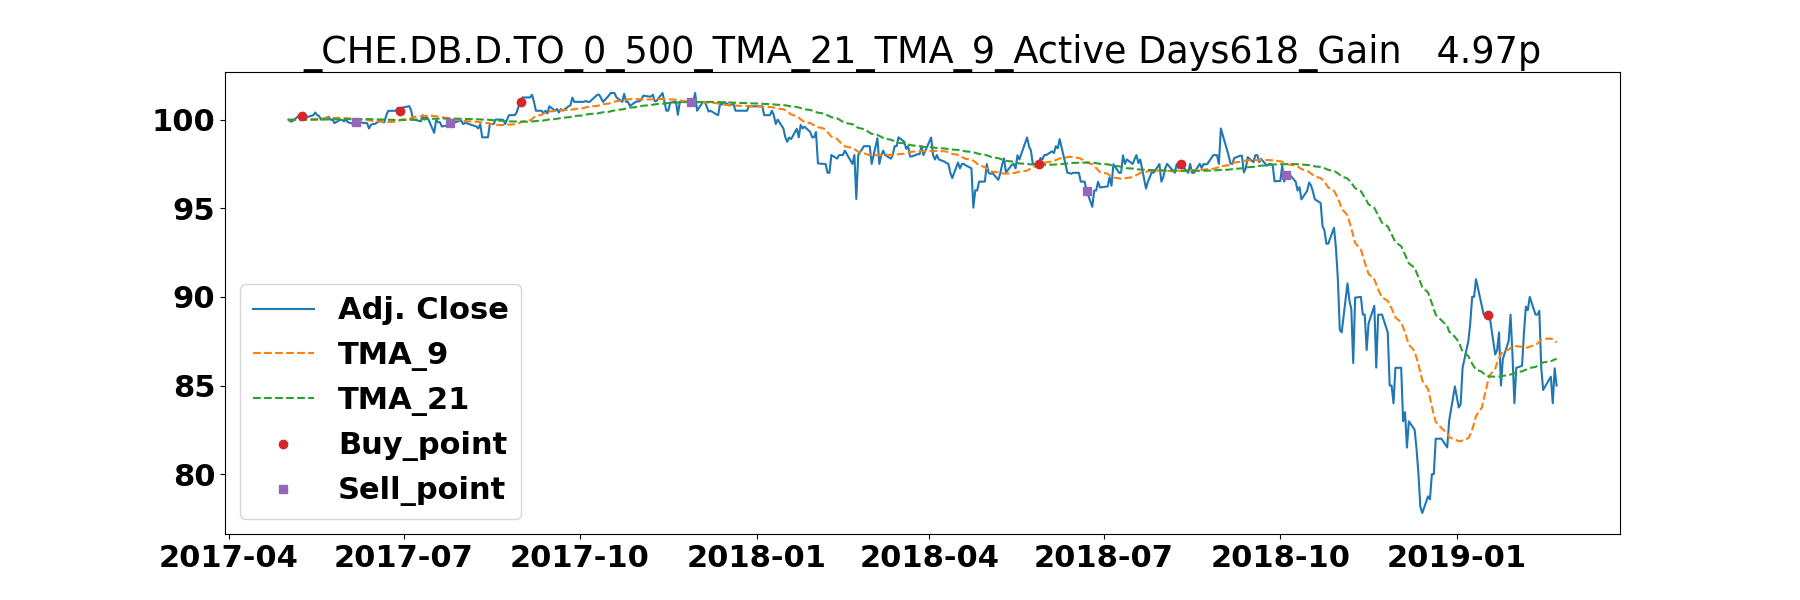 _CHE.DB.D.TO_0_500_TMA_21_TMA_9_Active Days618_Gain   4.97p
100
95
90
85
80
Adj. Close
TMA_9
TMA_21
Buy_point
Sell_point
2017-04 2017-07 2017-10 2018-01 2018-04 2018-07 2018-10 2019-01